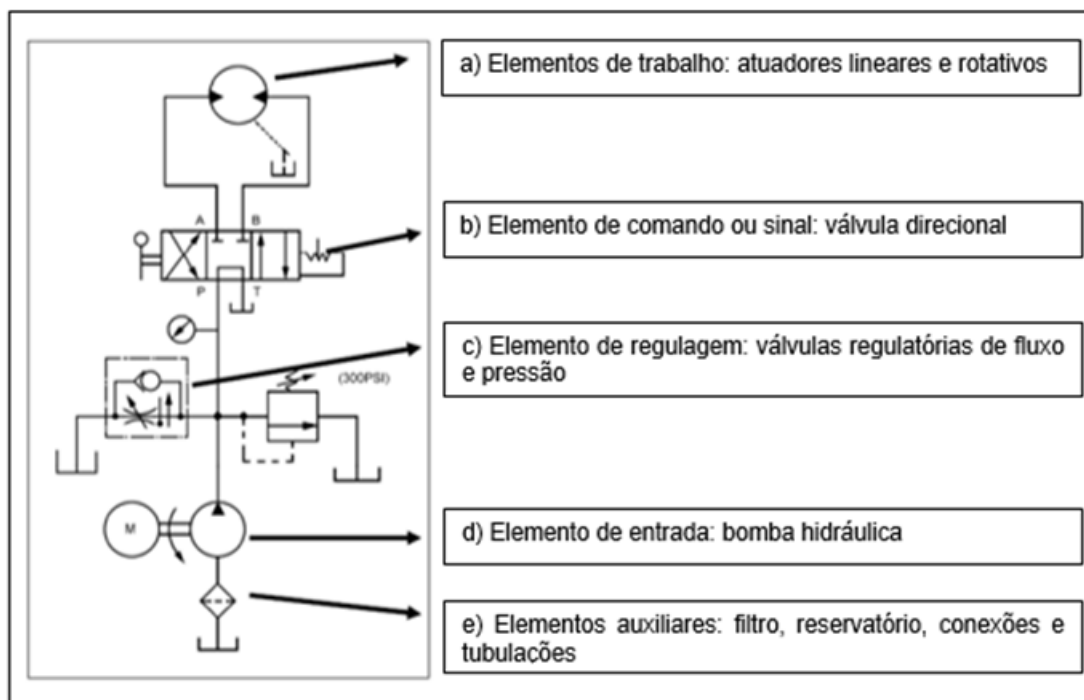 a) Elementos de trabalho: atuadores lineares e rotativos
A B
b) Elemento de comando ou sinal: válvula direcional
P T
c) Elemento de regulagem: válvulas regulatórias de fluxo
e pressão
(300PSI)
M
d) Elemento de entrada: bomba hidráulica
e) Elementos auxiliares: filtro, reservatório, conexões e
tubulações